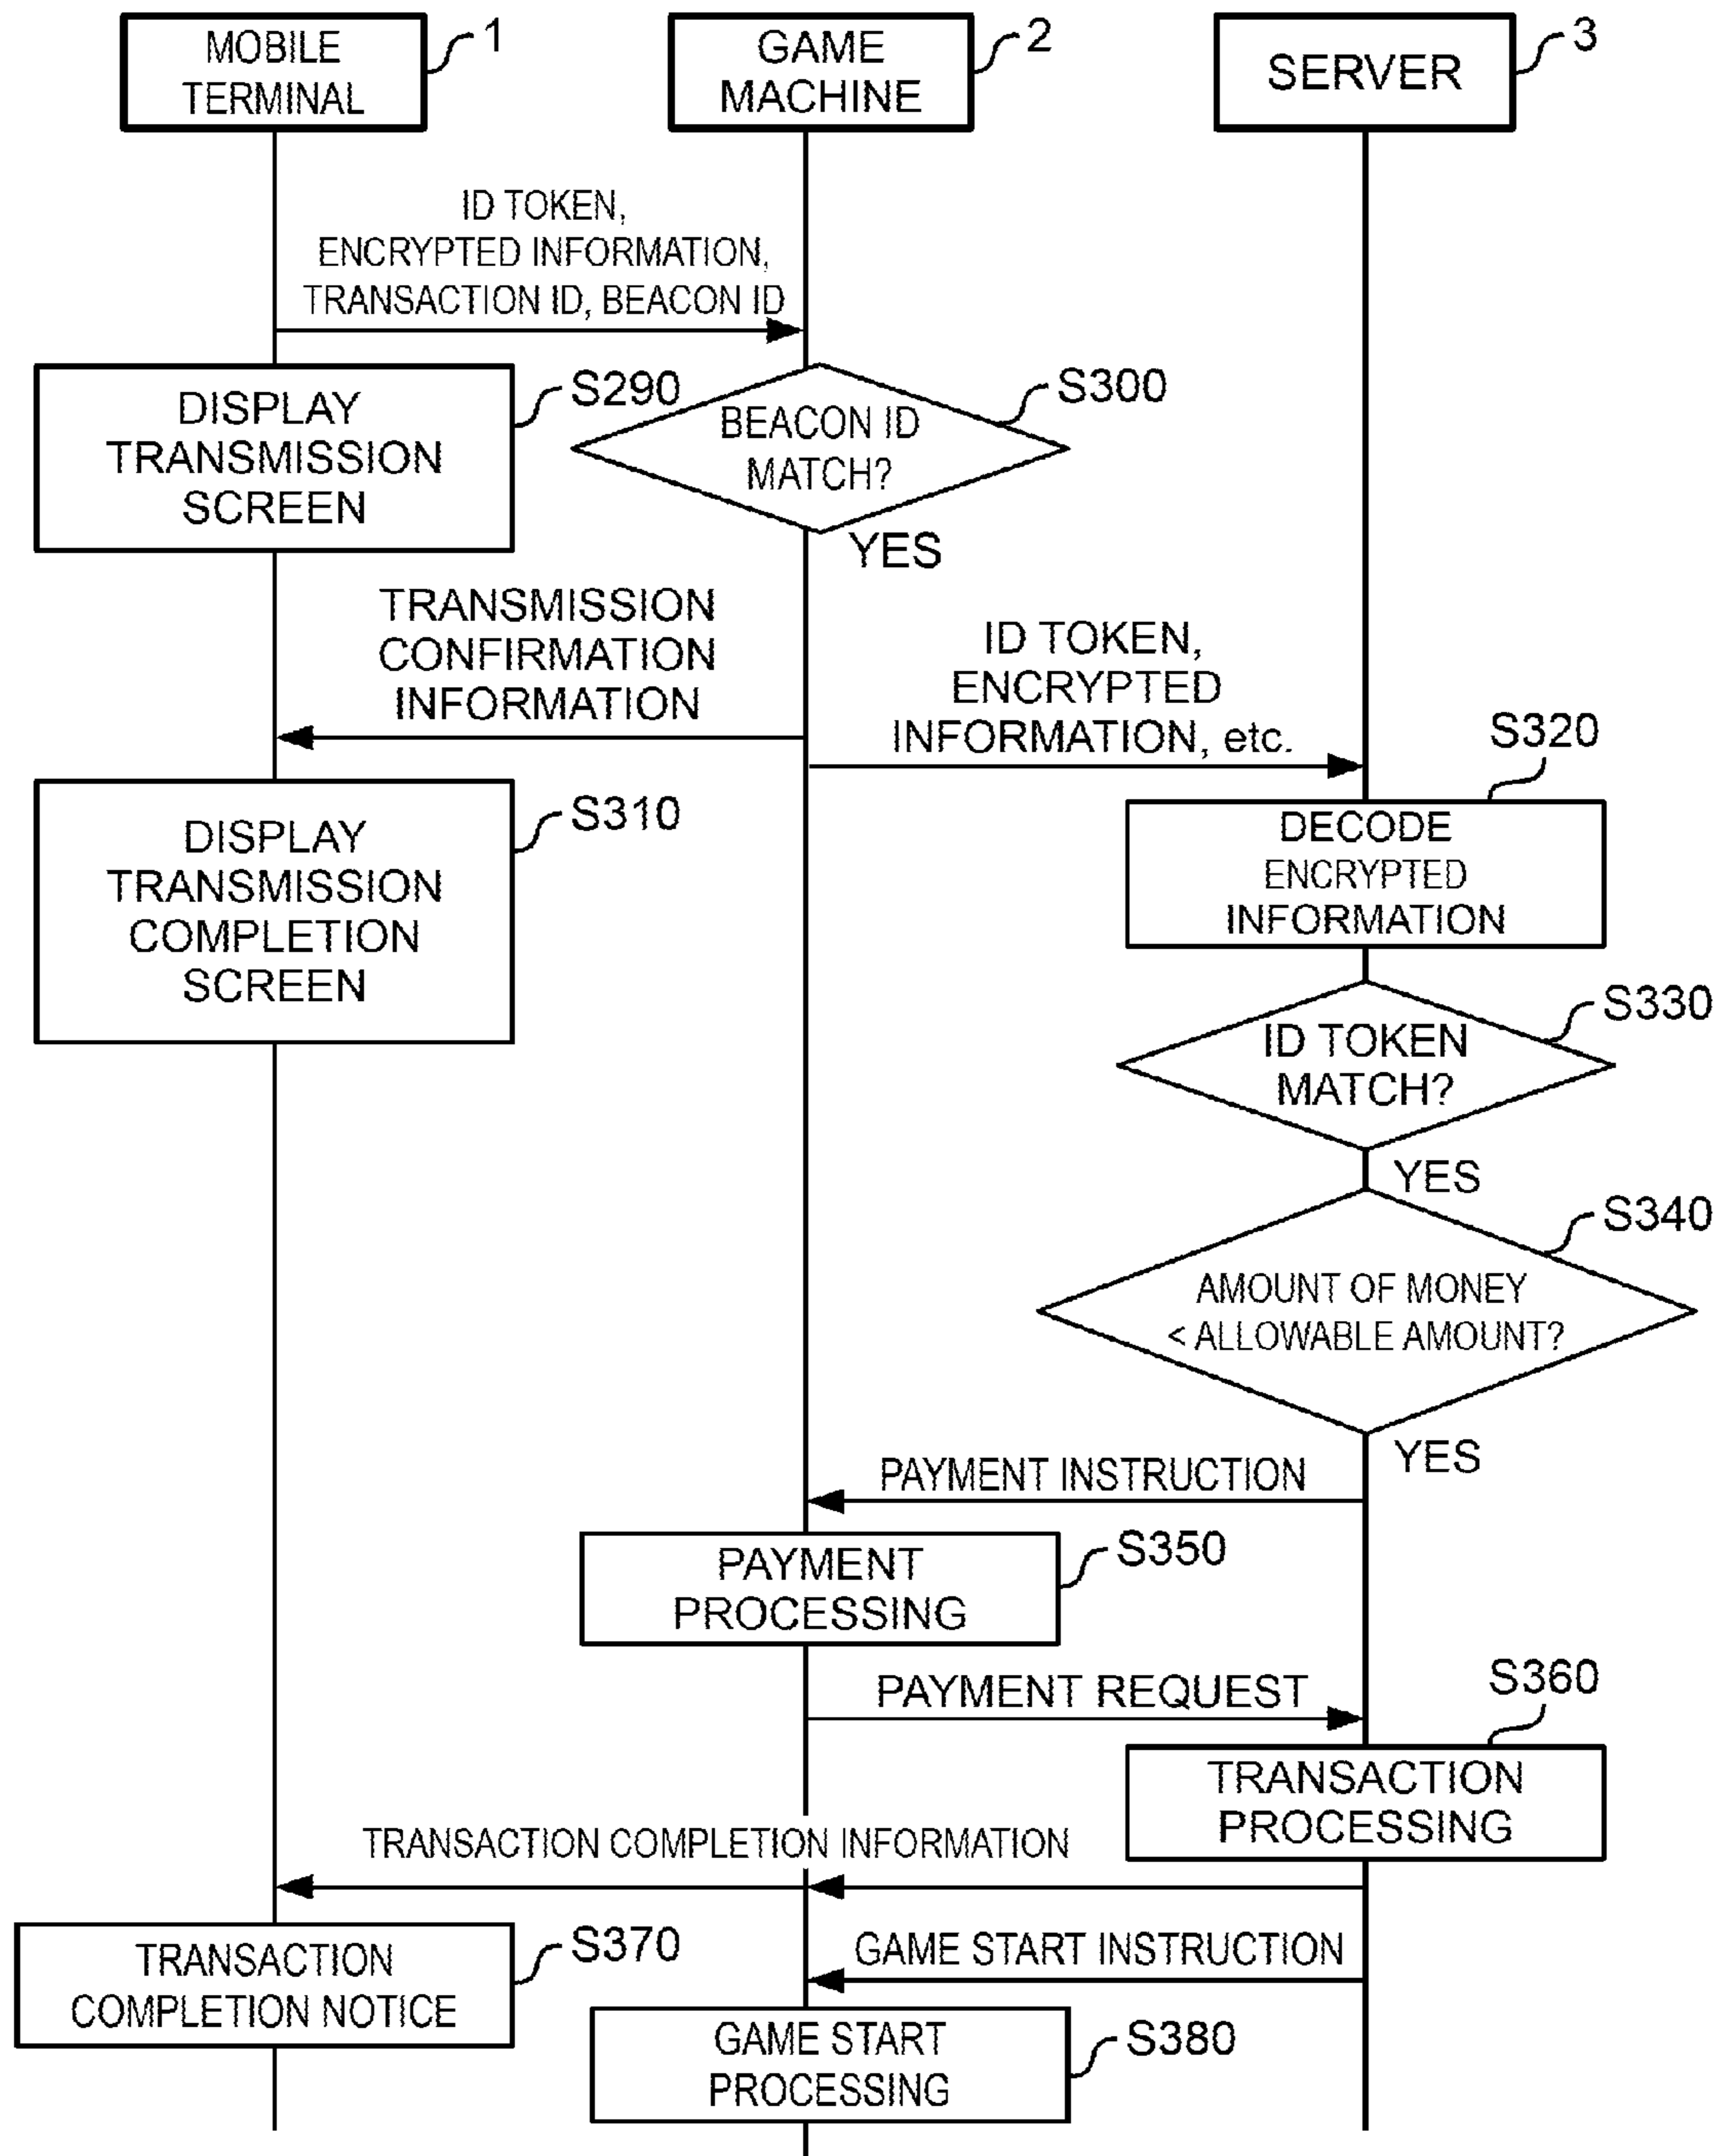 MOBILE
TERMINAL
1
GAME
MACHINE
2
SERVER
3
ID TOKEN,
ENCRYPTED INFORMATION,
TRANSACTION ID, BEACON ID
DISPLAY
TRANSMISSION
SCREEN
S290
BEACON ID
MATCH?
S300
YES
TRANSMISSION
CONFIRMATION
INFORMATION
ID TOKEN,
ENCRYPTED
INFORMATION, etc.
S320
DISPLAY
TRANSMISSION
COMPLETION
SCREEN
S310
DECODE
ENCRYPTED
INFORMATION
ID TOKEN
MATCH?
S330
YES
AMOUNT OF MONEY
< ALLOWABLE AMOUNT?
S340
YES
PAYMENT INSTRUCTION
PAYMENT
PROCESSING
S350
PAYMENT REQUEST
S360
TRANSACTION
PROCESSING
TRANSACTION COMPLETION INFORMATION
TRANSACTION
COMPLETION NOTICE
S370
GAME START INSTRUCTION
GAME START
PROCESSING
S380